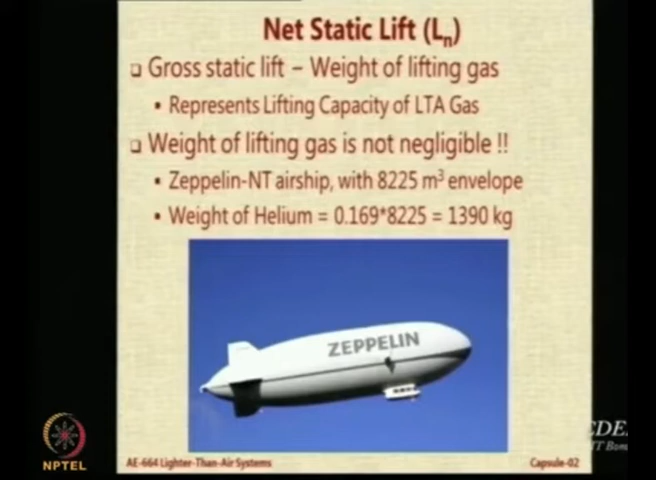 Net Static Lift (Ln)
❑ Gross static lift – Weight of lifting gas
▪ Represents Lifting Capacity of LTA Gas
❑ Weight of lifting gas is not negligible !!
▪ Zeppelin-NT airship, with 8225 m³ envelope
▪ Weight of Helium = 0.169*8225 = 1390 kg
ZEPPELIN
NPTEL
AE-664 Lighter-Than-Air Systems
Capsule-02